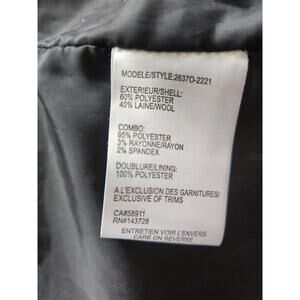 MODELE/STYLE:2637O-2221
EXTERIEUR/SHELL:
60% POLYESTER
40% LAINE/WOOL
COMBO:
95% POLYESTER
3% RAYONNE/RAYON
2% SPANDEX
DOUBLURE/LINING:
100% POLYESTER
A L'EXCLUSION DES GARNITURES/
EXCLUSIVE OF TRIMS
CA#58911
RN#143728
ENTRETIEN VOIR L'ENVERS
CARE ON REVERSE